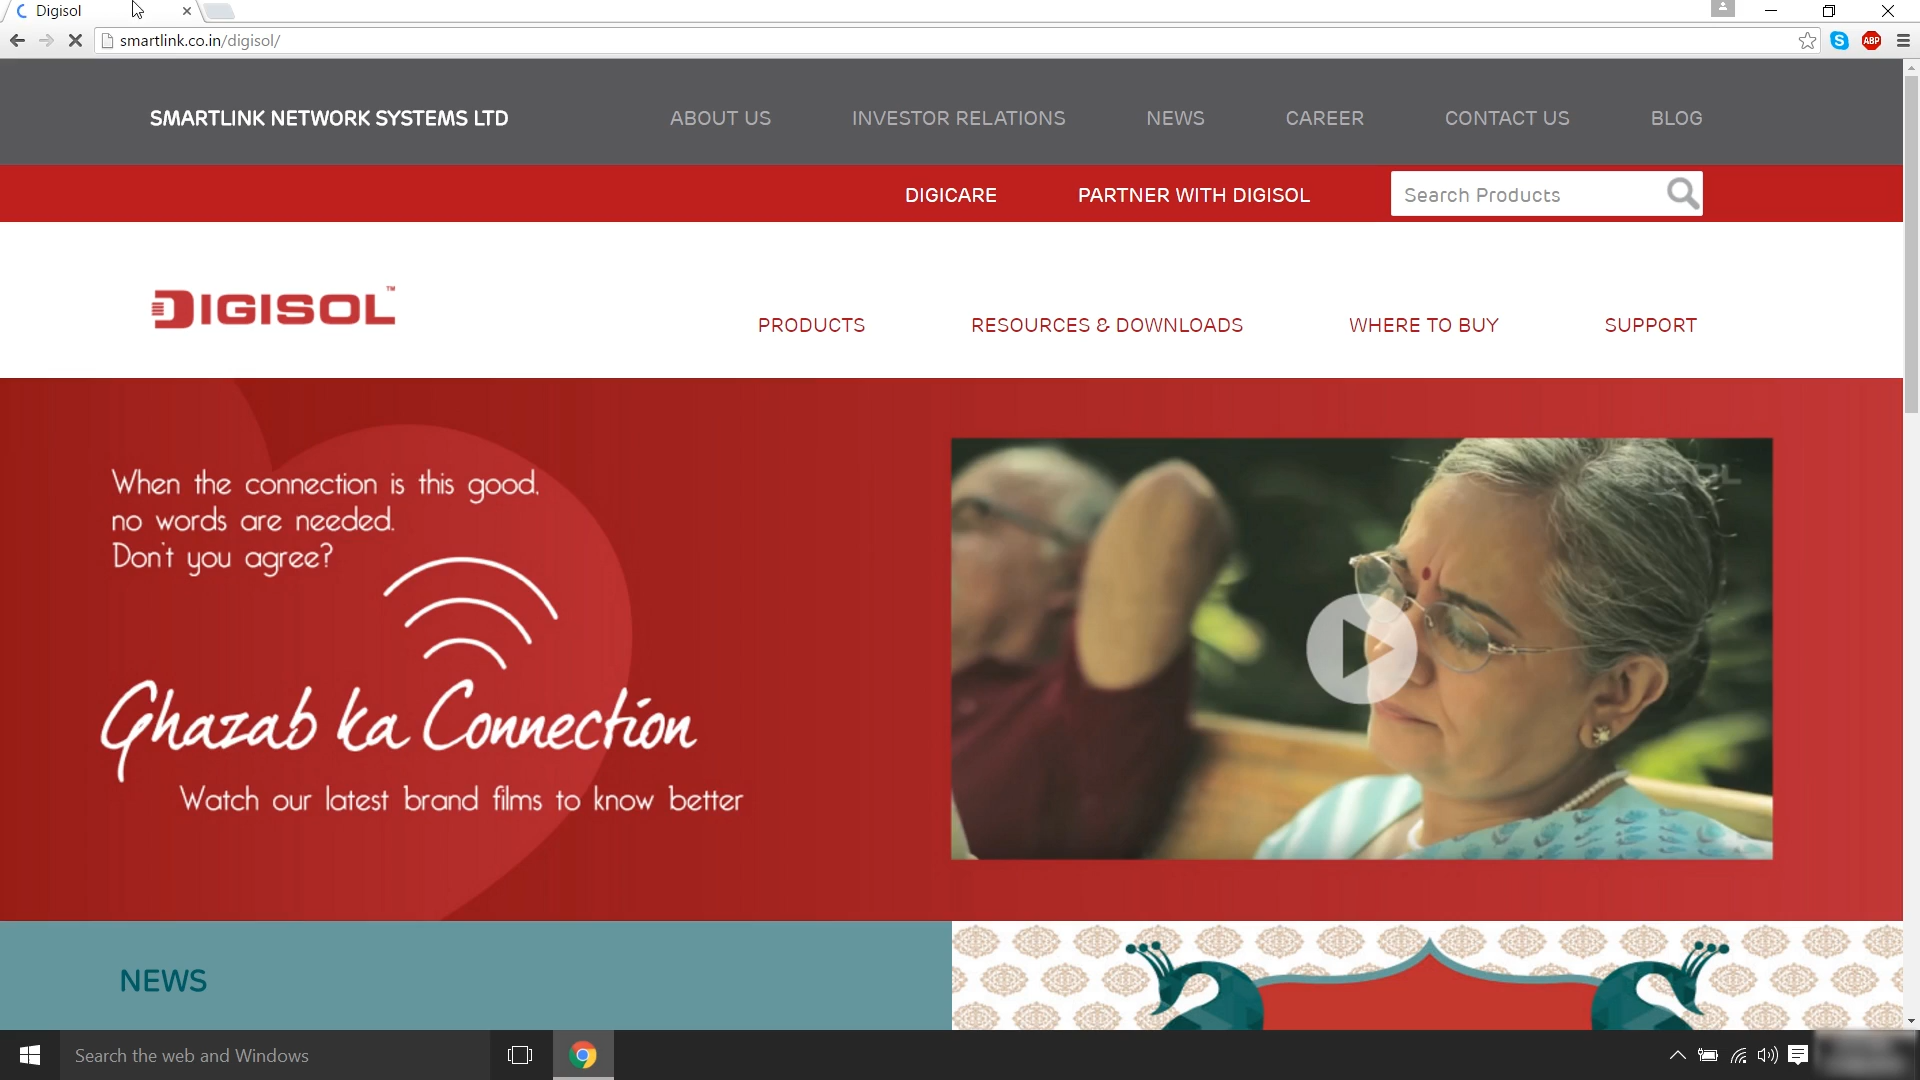 Digisol
smartlink.co.in/digisol/
ABP
SMARTLINK NETWORK SYSTEMS LTD
ABOUT US
INVESTOR RELATIONS
NEWS
CAREER
CONTACT US
BLOG
DIGICARE
PARTNER WITH DIGISOL
Search Products
DIGISOL™
PRODUCTS
RESOURCES & DOWNLOADS
WHERE TO BUY
SUPPORT
When the connection is this good,
no words are needed.
Don't you agree?
Ghazab ka Connection
Watch our latest brand films to know better
NEWS
Search the web and Windows